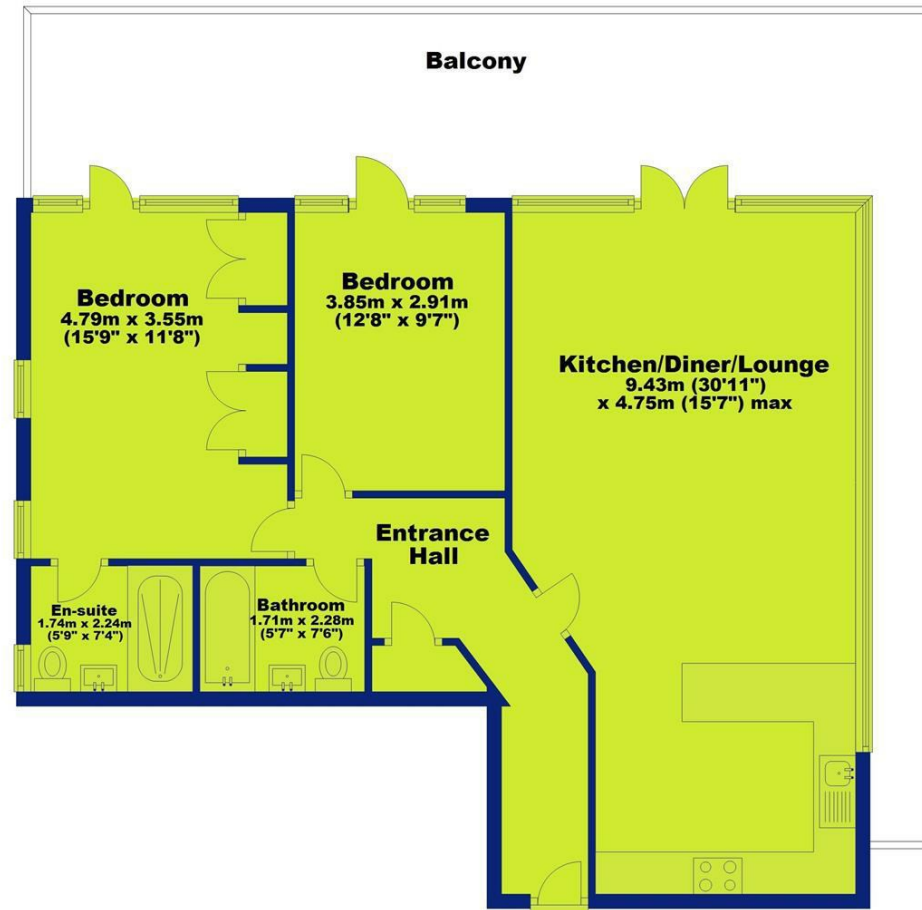 Balcony
Bedroom
4.79m x 3.55m
(15'9" x 11'8")
Bedroom
3.85m x 2.91m
(12'8" x 9'7")
Kitchen/Diner/Lounge
9.43m (30'11")
x 4.75m (15'7") max
Entrance
Hall
En-suite
1.74m x 2.24m
(5'9" x 7'4")
Bathroom
1.71m x 2.28m
(5'7" x 7'6")